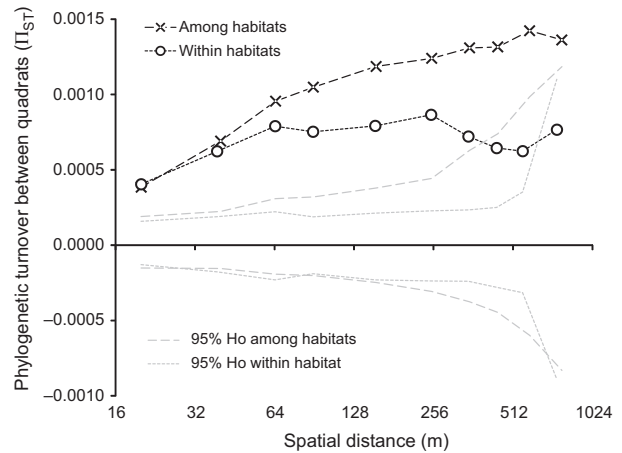 Phylogenetic turnover between quadrats (ΠST)
0.0015
0.0010
0.0005
0.0000
–0.0005
–0.0010
Among habitats
Within habitats
95% Ho among habitats
95% Ho within habitat
16 32 64 128 256 512 1024
Spatial distance (m)